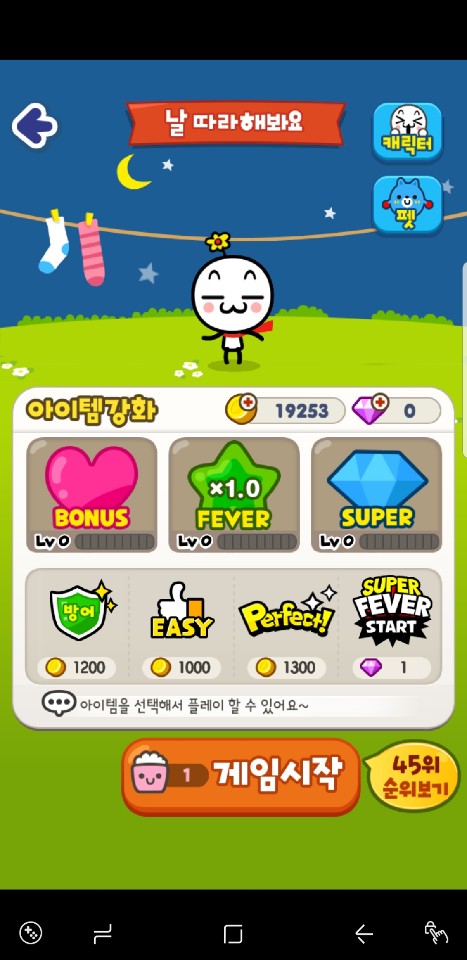 날 따라해봐요
캐릭터
펫
아이템강화
19253
0
BONUS
Lv 0
×1.0
FEVER
Lv 0
SUPER
Lv 0
방어
1200
EASY
1000
Perfect!
1300
SUPER
FEVER
START
1
아이템을 선택해서 플레이 할 수 있어요~
1
게임시작
45위
순위보기